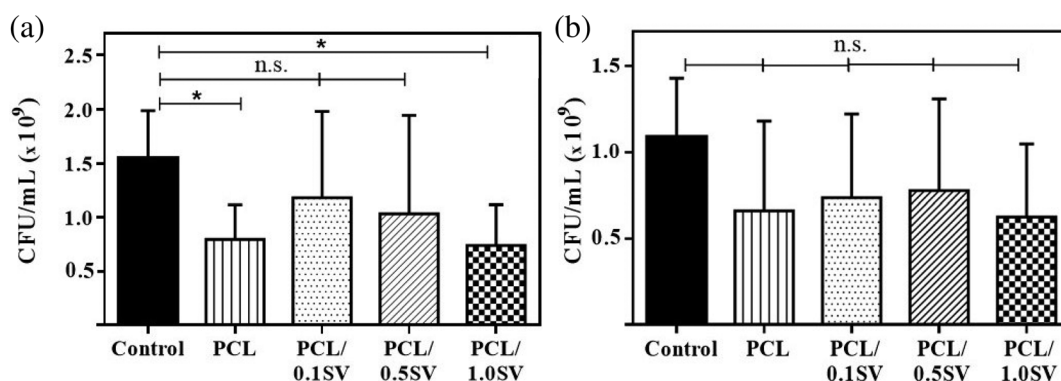 (a)
CFU/mL (x10⁹)
2.5
2.0
1.5
1.0
0.5
*
n.s.
*
Control PCL PCL/ PCL/ PCL/
0.1SV 0.5SV 1.0SV
(b)
CFU/mL (x10⁹)
1.5
1.0
0.5
n.s.
Control PCL PCL/ PCL/ PCL/
0.1SV 0.5SV 1.0SV